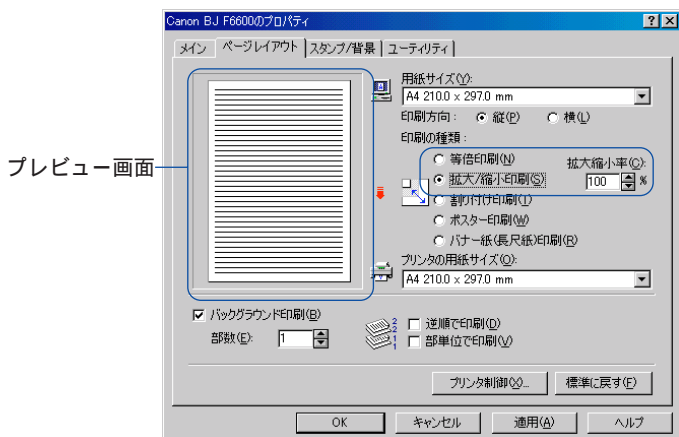 Canon BJ F6600のプロパティ
メイン ページレイアウト スタンプ/背景 ユーティリティ
用紙サイズ(Y):
A4 210.0 x 297.0 mm
印刷方向： 縦(P) 横(L)
印刷の種類：
等倍印刷(N) 拡大縮小率(C):
プレビュー画面
拡大/縮小印刷(S) 100 %
割り付け印刷(T)
ポスター印刷(W)
バナー紙(長尺紙)印刷(R)
プリンタの用紙サイズ(O):
A4 210.0 x 297.0 mm
バックグラウンド印刷(B)
部数(E): 1
2 2 1 1
逆順で印刷(D)
部単位で印刷(V)
プリンタ制御(X)... 標準に戻す(F)
OK キャンセル 適用(A) ヘルプ